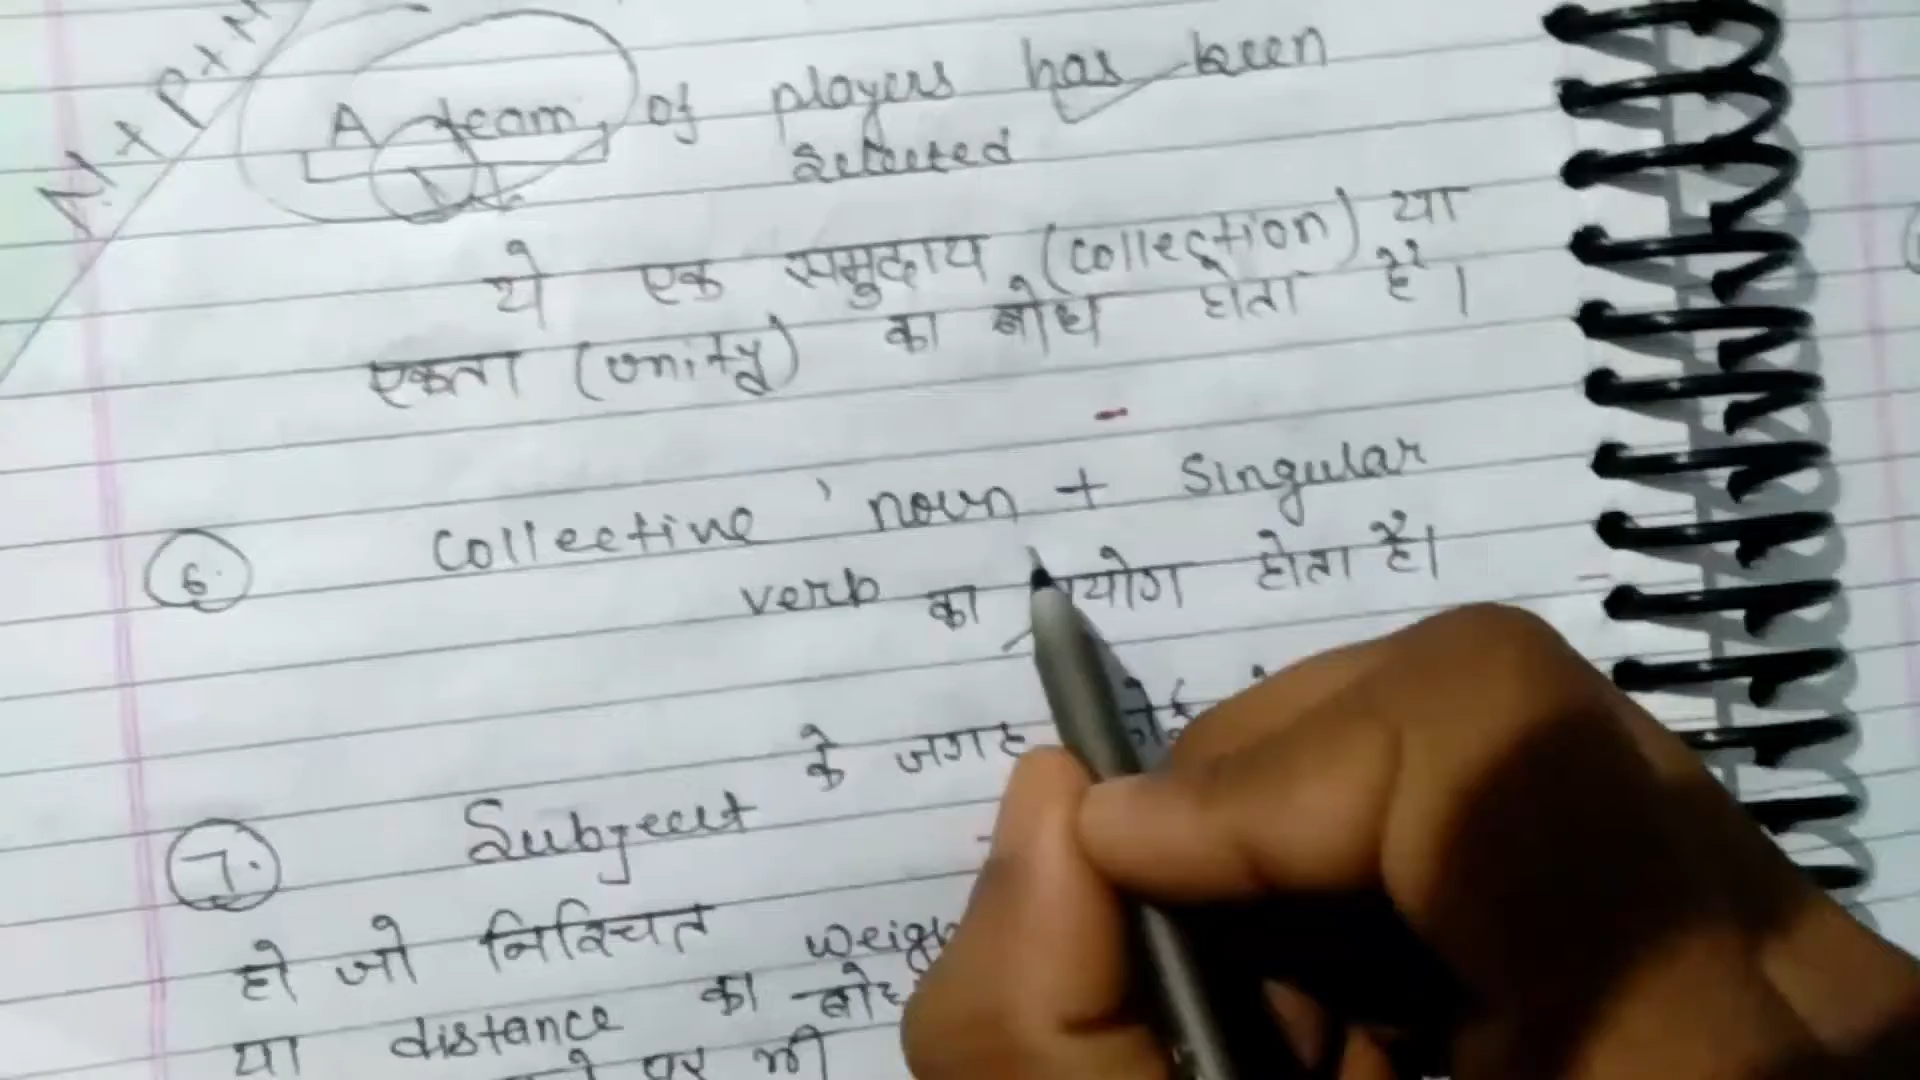 N x P x N
A team of players has been
selected
N
ये एक समुदाय (collection) या
एकता (unity) का बोध होता है।
6. Collective noun + Singular
verb का होता है।
7. Subject के जगह
हो जो निश्चित
या distance का
पर भी